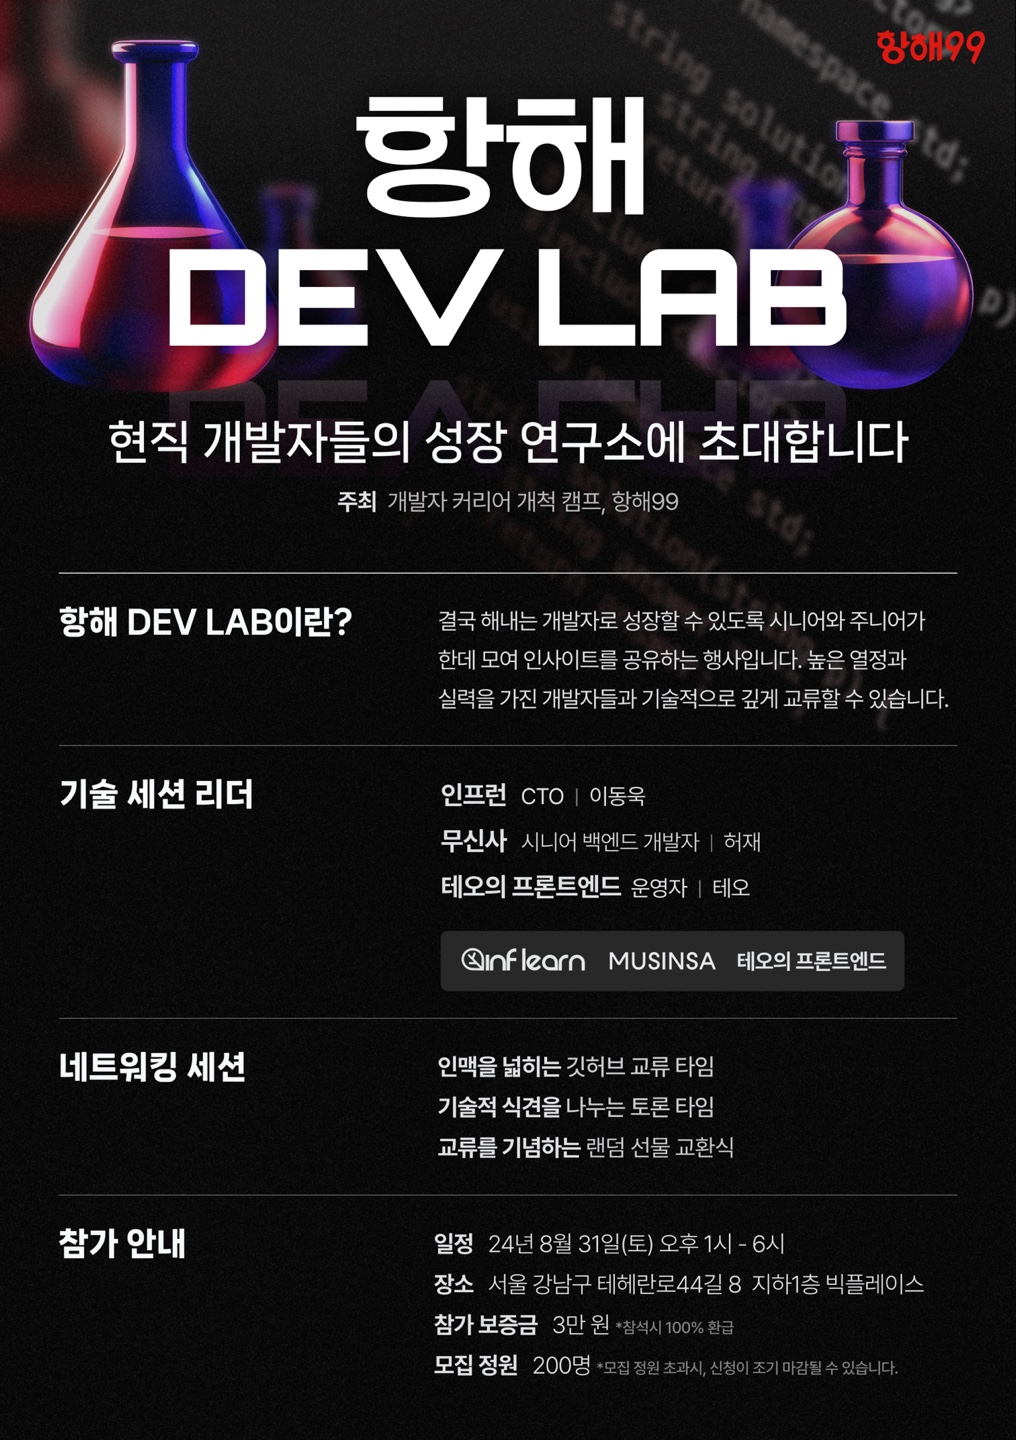 항해99
항해
DEV LAB
현직 개발자들의 성장 연구소에 초대합니다
주최 개발자 커리어 개척 캠프, 항해99
항해 DEV LAB이란?
결국 해내는 개발자로 성장할 수 있도록 시니어와 주니어가
한데 모여 인사이트를 공유하는 행사입니다. 높은 열정과
실력을 가진 개발자들과 기술적으로 깊게 교류할 수 있습니다.
기술 세션 리더
인프런 CTO | 이동욱
무신사 시니어 백엔드 개발자 | 허재
테오의 프론트엔드 운영자 | 테오
inflearn MUSINSA 테오의 프론트엔드
네트워킹 세션
인맥을 넓히는 깃허브 교류 타임
기술적 식견을 나누는 토론 타임
교류를 기념하는 랜덤 선물 교환식
참가 안내
일정 24년 8월 31일(토) 오후 1시 - 6시
장소 서울 강남구 테헤란로44길 8 지하1층 빅플레이스
참가 보증금 3만 원 *참석시 100% 환급
모집 정원 200명 *모집 정원 초과시, 신청이 조기 마감될 수 있습니다.